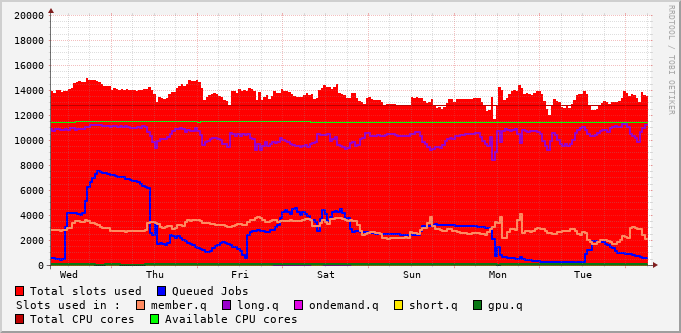 20000
18000
16000
14000
12000
10000
8000
6000
4000
2000
0
Wed Thu Fri Sat Sun Mon Tue
RRDTOOL / TOBI OETIKER
Total slots used Queued Jobs
Slots used in : member.q long.q ondemand.q short.q gpu.q
Total CPU cores Available CPU cores